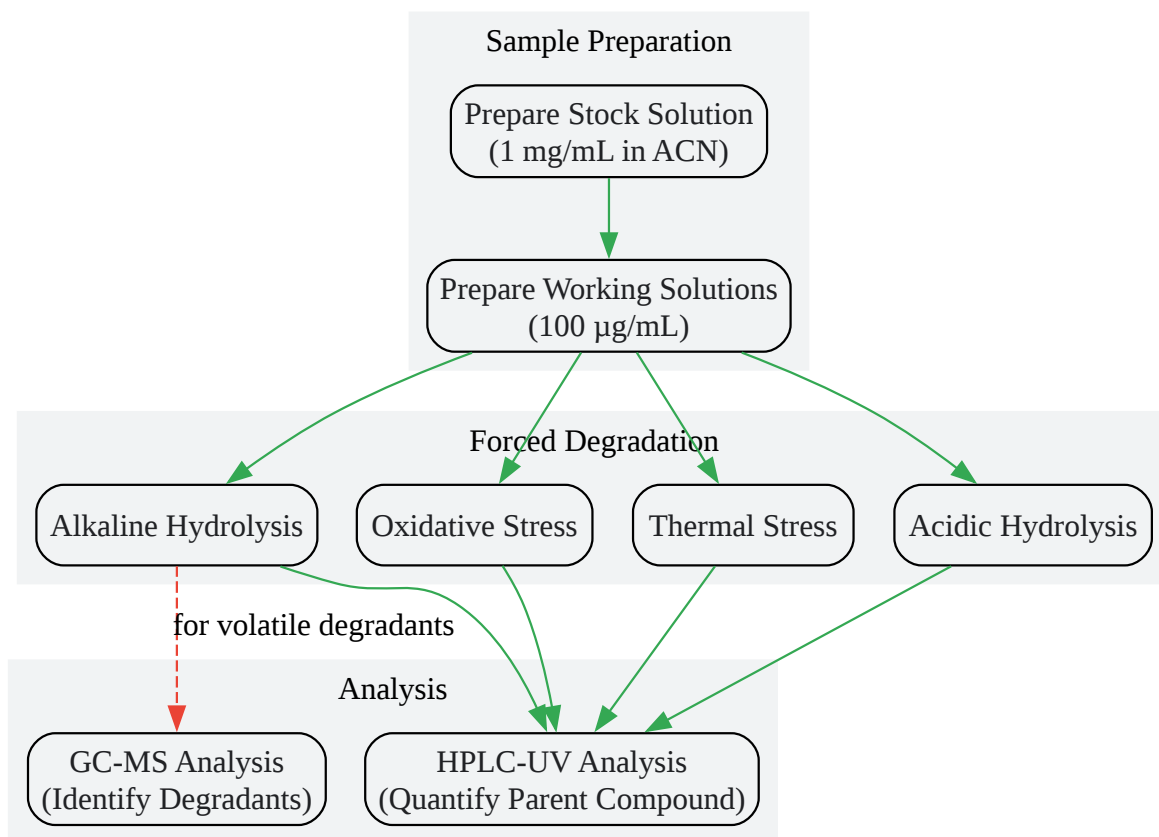 Sample Preparation
Prepare Stock Solution
(1 mg/mL in ACN)
Prepare Working Solutions
(100 µg/mL)
Forced Degradation
Alkaline Hydrolysis
Oxidative Stress
Thermal Stress
Acidic Hydrolysis
for volatile degradants
Analysis
GC-MS Analysis
(Identify Degradants)
HPLC-UV Analysis
(Quantify Parent Compound)